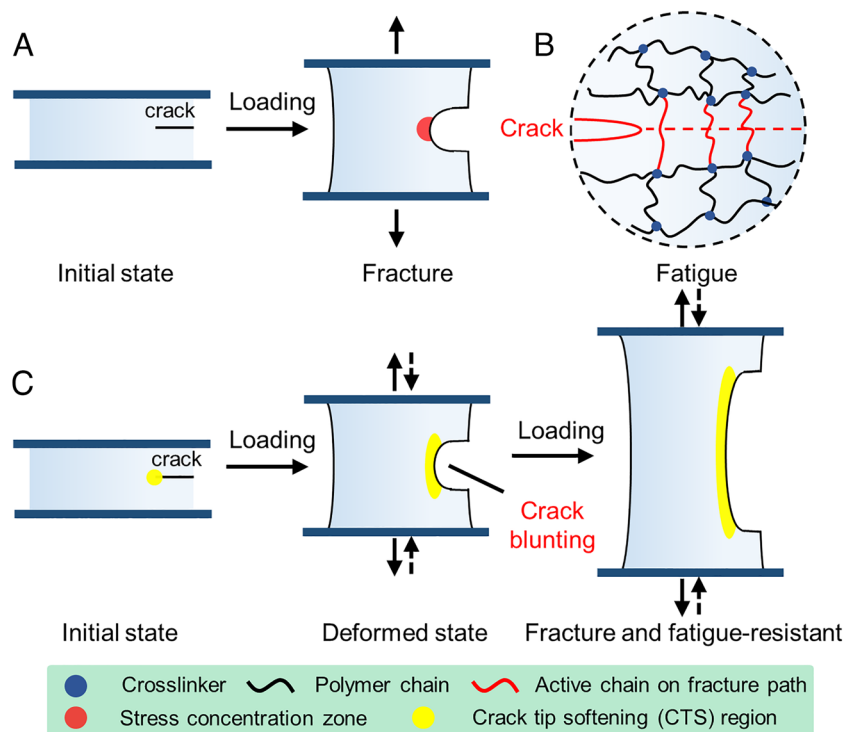 A
B
crack
Loading
Crack
Initial state
Fracture
Fatigue
C
crack
Loading
Loading
Crack
blunting
Initial state
Deformed state
Fracture and fatigue-resistant
Crosslinker
Polymer chain
Active chain on fracture path
Stress concentration zone
Crack tip softening (CTS) region